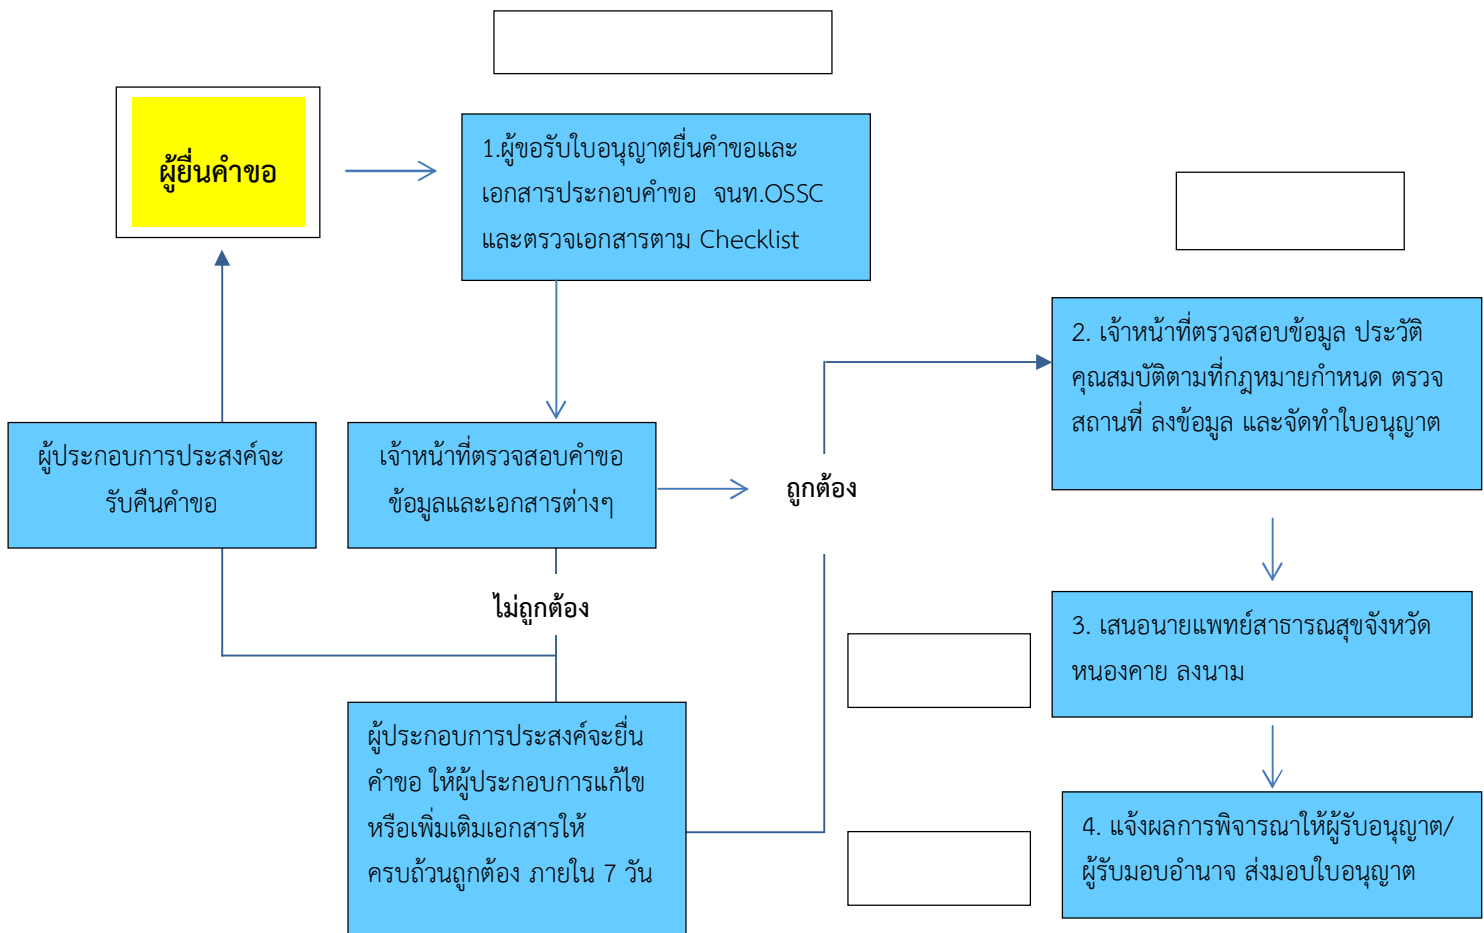 ผู้ยื่นคำขอ
1.ผู้ขอรับใบอนุญาตยื่นคำขอและ
เอกสารประกอบคำขอ จนท.OSSC
และตรวจเอกสารตาม Checklist
2. เจ้าหน้าที่ตรวจสอบข้อมูล ประวัติ
คุณสมบัติตามที่กฎหมายกำหนด ตรวจ
สถานที่ ลงข้อมูล และจัดทำใบอนุญาต
ผู้ประกอบการประสงค์จะ
รับคืนคำขอ
เจ้าหน้าที่ตรวจสอบคำขอ
ข้อมูลและเอกสารต่างๆ
ถูกต้อง
ไม่ถูกต้อง
3. เสนอนายแพทย์สาธารณสุขจังหวัด
หนองคาย ลงนาม
ผู้ประกอบการประสงค์จะยื่น
คำขอ ให้ผู้ประกอบการแก้ไข
หรือเพิ่มเติมเอกสารให้
ครบถ้วนถูกต้อง ภายใน 7 วัน
4. แจ้งผลการพิจารณาให้ผู้รับอนุญาต/
ผู้รับมอบอำนาจ ส่งมอบใบอนุญาต